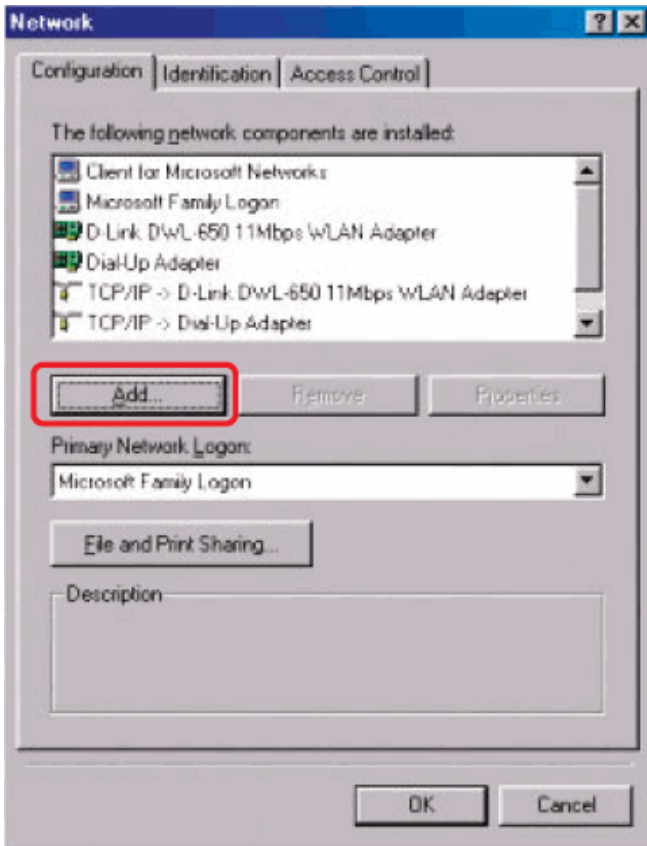 Network
Configuration Identification Access Control
The following network components are installed:
Client for Microsoft Networks
Microsoft Family Logon
D-Link DWL-650 11Mbps WLAN Adapter
Dial-Up Adapter
TCP/IP -> D-Link DWL-650 11Mbps WLAN Adapter
TCP/IP -> Dial-Up Adapter
Add... Remove Properties
Primary Network Logon:
Microsoft Family Logon
File and Print Sharing...
Description
OK Cancel